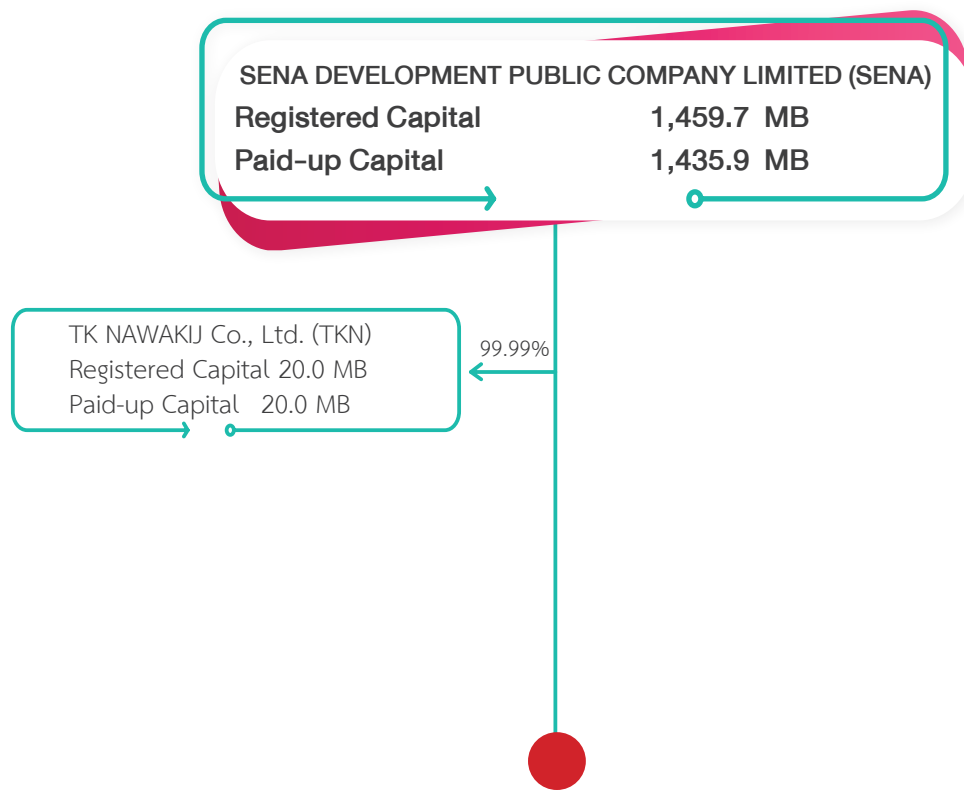 SENA DEVELOPMENT PUBLIC COMPANY LIMITED (SENA)
Registered Capital 1,459.7 MB
Paid-up Capital 1,435.9 MB
TK NAWAKIJ Co., Ltd. (TKN)
Registered Capital 20.0 MB
Paid-up Capital 20.0 MB
99.99%